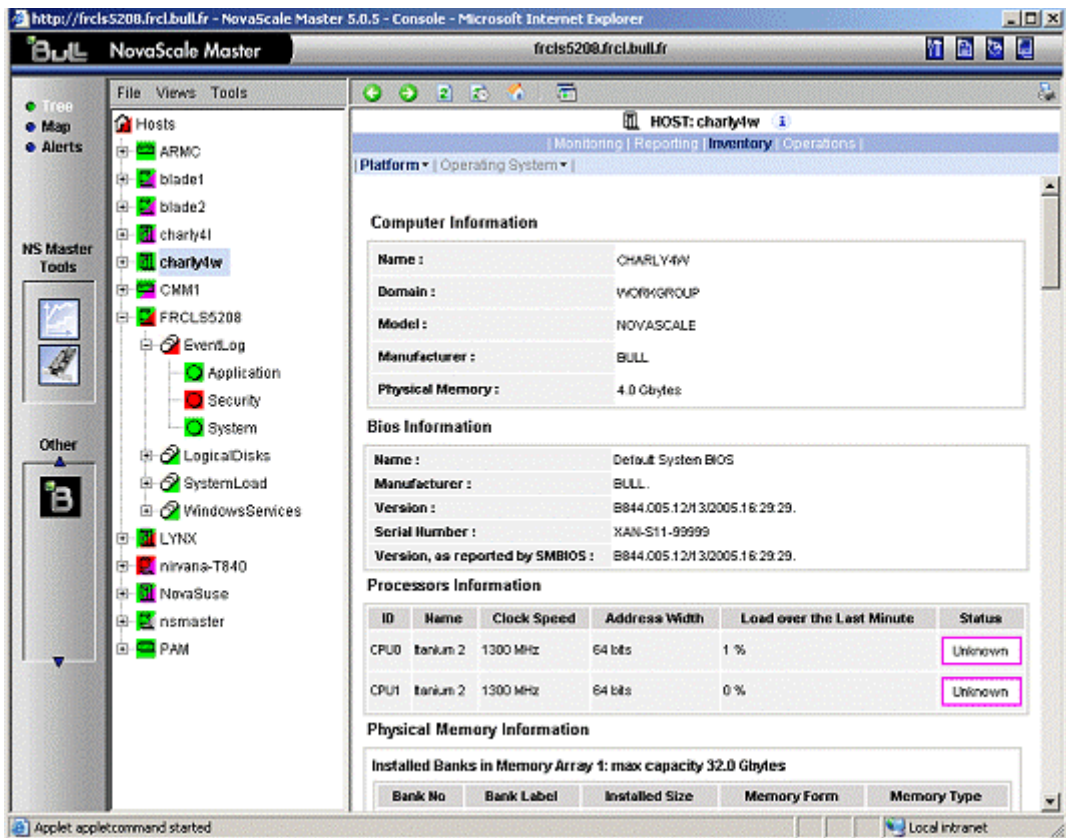 http://frcls5208.frcl.bull.fr - NovaScale Master 5.0.5 - Console - Microsoft Internet Explorer
Bull NovaScale Master frcls5208.frcl.bull.fr
Tree
Map
Alerts
NS Master
Tools
Other
B
File Views Tools
Hosts
ARMC
blade1
blade2
charly4l
charly4w
CMM1
FRCLS5208
EventLog
Application
Security
System
LogicalDisks
SystemLoad
WindowsServices
LYNX
nirvana-T840
NovaSuse
nsmaster
PAM
HOST: charly4w i
| Monitoring | Reporting | Inventory | Operations |
| Platform | Operating System |
Computer Information
Name : CHARLY4W
Domain : WORKGROUP
Model : NOVASCALE
Manufacturer : BULL
Physical Memory : 4.0 Gbytes
Bios Information
Name : Default System BIOS
Manufacturer : BULL.
Version : B844.005.12/13/2005.16:29:29.
Serial Number : XAN-S11-99999
Version, as reported by SMBIOS : B844.005.12/13/2005.16:29:29.
Processors Information
ID Name Clock Speed Address Width Load over the Last Minute Status
CPU0 Itanium 2 1300 MHz 64 bits 1 % Unknown
CPU1 Itanium 2 1300 MHz 64 bits 0 % Unknown
Physical Memory Information
Installed Banks in Memory Array 1: max capacity 32.0 Gbytes
Bank No Bank Label Installed Size Memory Form Memory Type
Applet appletcommand started Local intranet